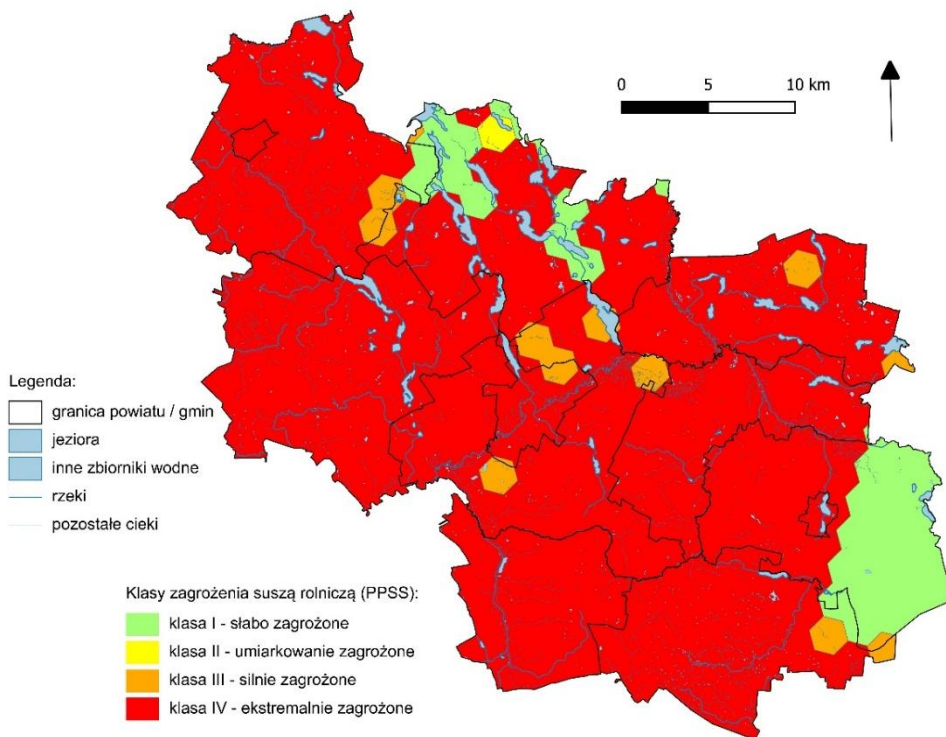 0 5 10 km
Legenda:
granica powiatu / gmin
jeziora
inne zbiorniki wodne
rzeki
pozostałe cieki
Klasy zagrożenia suszą rolniczą (PPSS):
klasa I - słabo zagrożone
klasa II - umiarkowanie zagrożone
klasa III - silnie zagrożone
klasa IV - ekstremalnie zagrożone